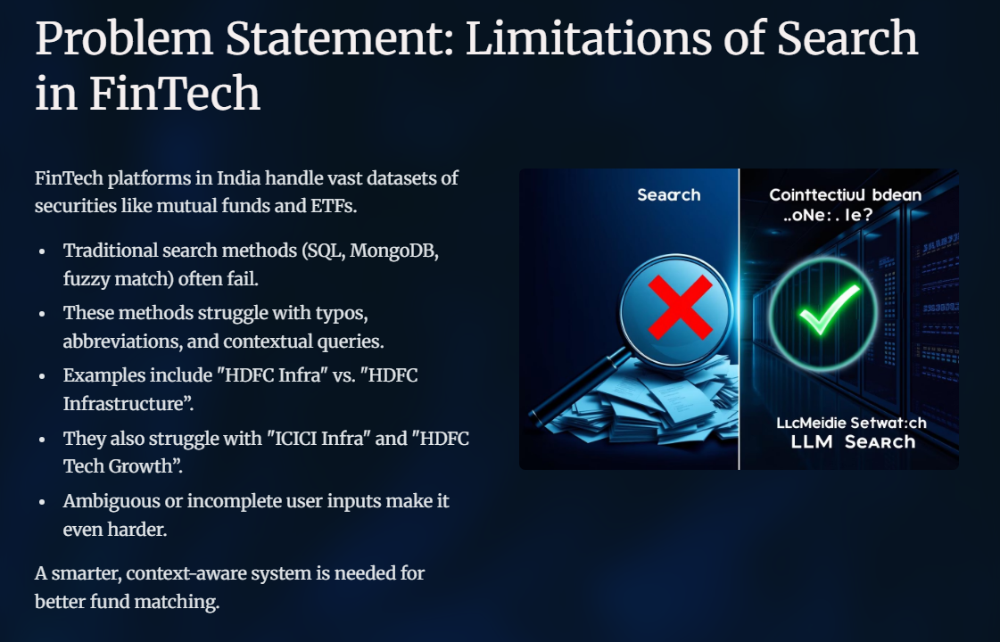 Problem Statement: Limitations of Search
in FinTech
FinTech platforms in India handle vast datasets of
securities like mutual funds and ETFs.
• Traditional search methods (SQL, MongoDB,
fuzzy match) often fail.
• These methods struggle with typos,
abbreviations, and contextual queries.
• Examples include "HDFC Infra" vs. "HDFC
Infrastructure”.
• They also struggle with "ICICI Infra" and "HDFC
Tech Growth”.
• Ambiguous or incomplete user inputs make it
even harder.
A smarter, context-aware system is needed for
better fund matching.
Seaɑrch
Cointtectiuʋl bdean
..oNe: . Ie?
LLcMeidie Setwat:ch
LLM Search